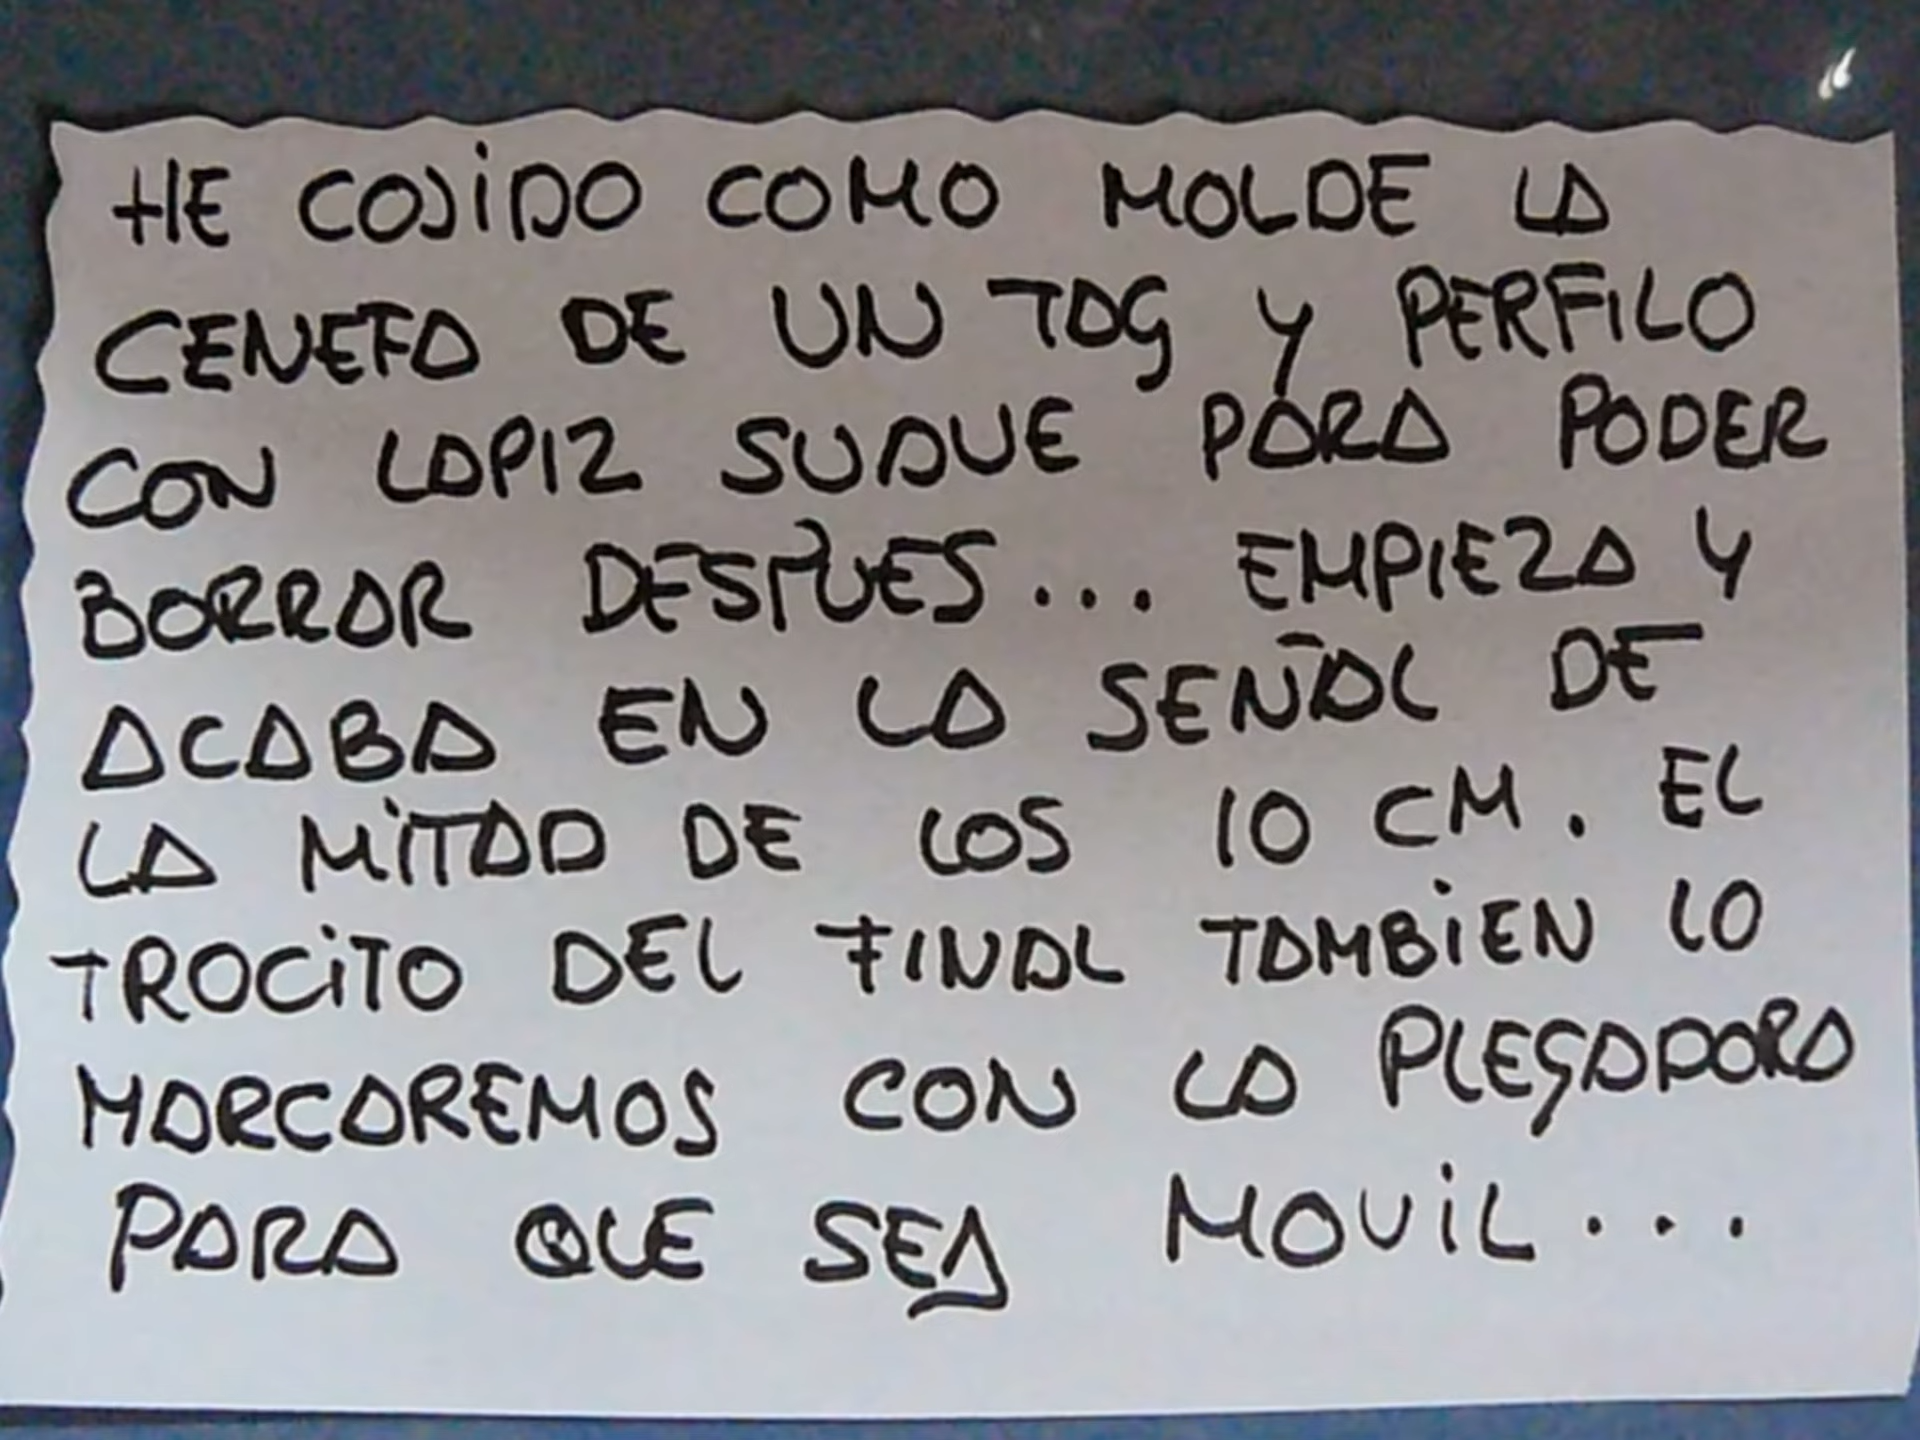 HE COJIDO COMO MOLDE LA
CENEFA DE UN TAG Y PERFILO
CON LAPIZ SUAVE PARA PODER
BORRAR DESPUES... EMPIEZA Y
ACABA EN LA SEÑAL DE
LA MITAD DE LOS 10 CM. EL
TROCITO DEL FINAL TAMBIEN LO
MARCAREMOS CON LA PLEGADORA
PARA QUE SEA MOVIL...